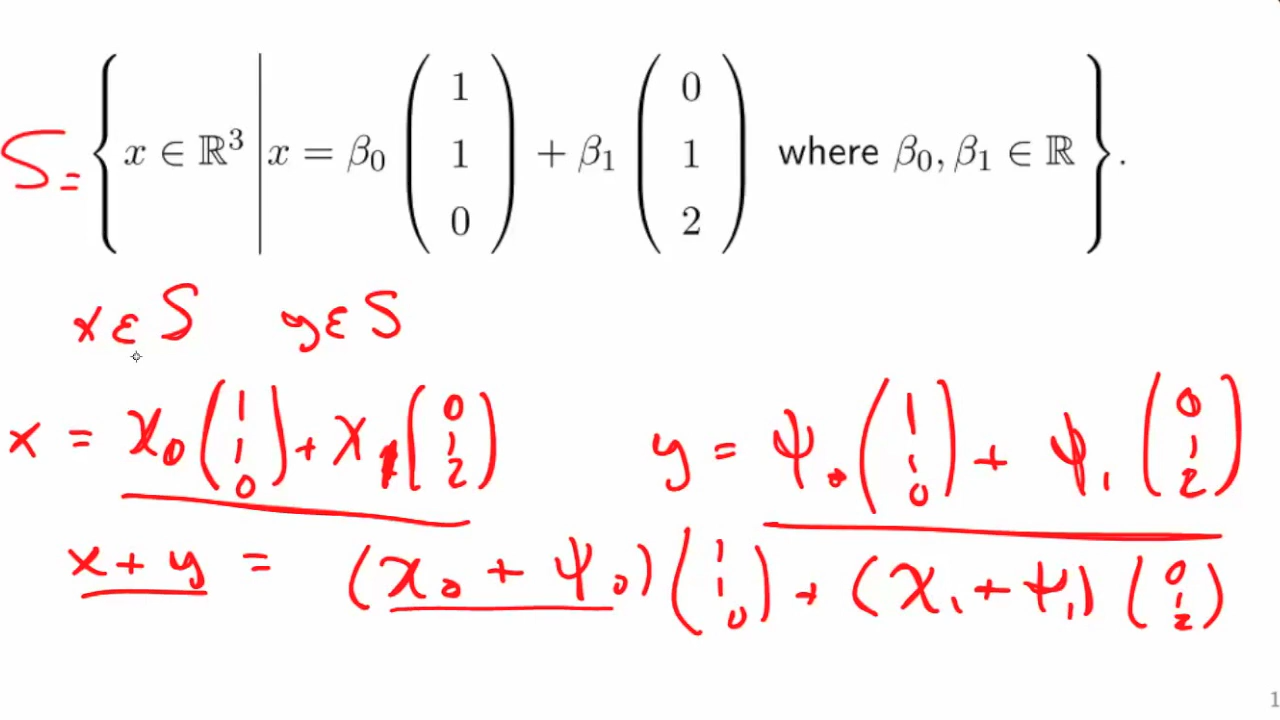 S = { x ∈ ℝ³ | x = β₀ (1 1 0) + β₁ (0 1 2) where β₀, β₁ ∈ ℝ } .
x ∈ S y ∈ S
x = χ₀ (1 1 0) + χ₁ (0 1 2) y = ψ₀ (1 1 0) + ψ₁ (0 1 2)
x + y = (χ₀ + ψ₀) (1 1 0) + (χ₁ + ψ₁) (0 1 2)
1